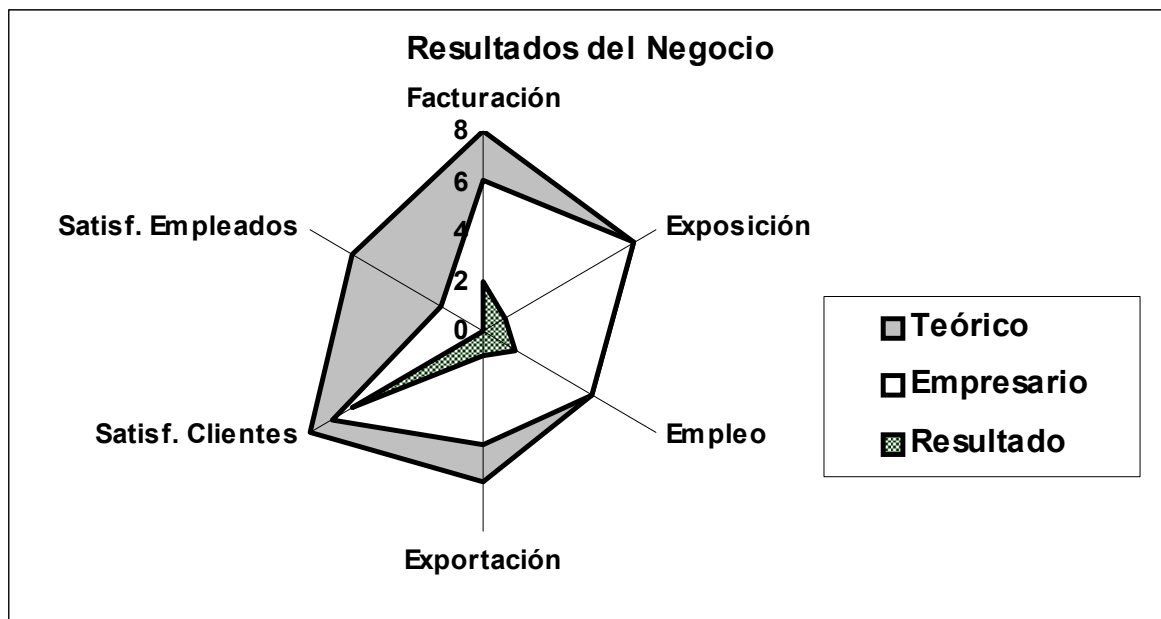 Resultados del Negocio
Facturación
8
6
4
2
0
Satisf. Empleados
Exposición
Satisf. Clientes
Empleo
Exportación
Teórico
Empresario
Resultado